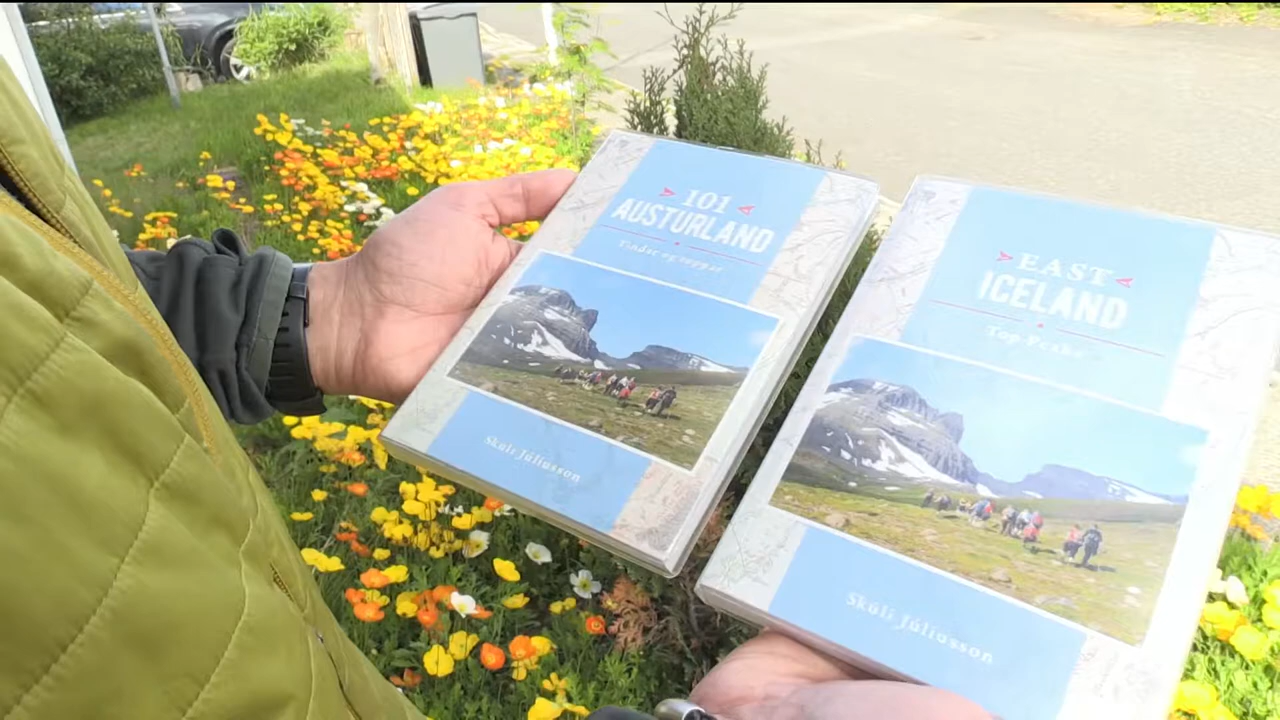 101
AUSTURLAND
Tindar og toppar
Skúli Júlíusson
EAST
ICELAND
Top Peaks
Skúli Júlíusson